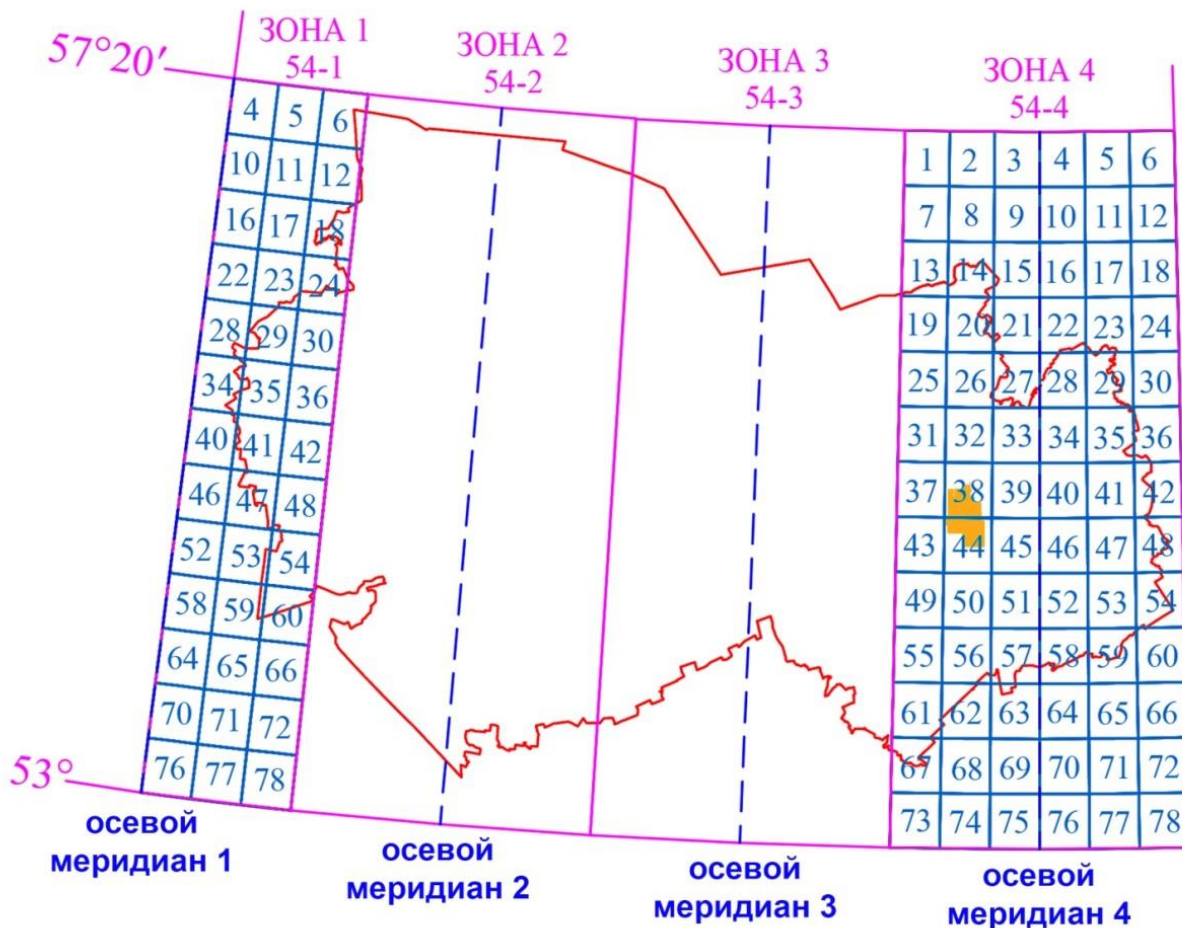 57°20′
ЗОНА 1
54-1
ЗОНА 2
54-2
ЗОНА 3
54-3
ЗОНА 4
54-4
4 5 6
10 11 12
16 17 18
22 23 24
28 29 30
34 35 36
40 41 42
46 47 48
52 53 54
58 59 60
64 65 66
70 71 72
76 77 78
1 2 3 4 5 6
7 8 9 10 11 12
13 14 15 16 17 18
19 20 21 22 23 24
25 26 27 28 29 30
31 32 33 34 35 36
37 38 39 40 41 42
43 44 45 46 47 48
49 50 51 52 53 54
55 56 57 58 59 60
61 62 63 64 65 66
67 68 69 70 71 72
73 74 75 76 77 78
53°
осевой
меридиан 1
осевой
меридиан 2
осевой
меридиан 3
осевой
меридиан 4